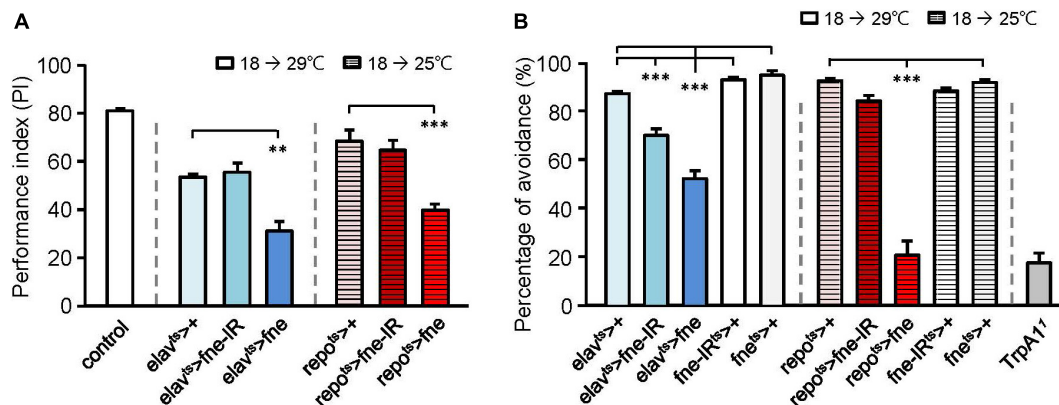 A
18 → 29℃ 18 → 25℃
Performance index (PI)
100
80
60
40
20
0
**
***
control
elavᵗˢ>+
elavᵗˢ>fne-IR
elavᵗˢ>fne
repoᵗˢ>+
repoᵗˢ>fne-IR
repoᵗˢ>fne
B
18 → 29℃ 18 → 25℃
Percentage of avoidance (%)
100
80
60
40
20
0
***
***
***
elavᵗˢ>+
elavᵗˢ>fne-IR
elavᵗˢ>fne
fne-IRᵗˢ>+
fneᵗˢ>+
repoᵗˢ>+
repoᵗˢ>fne-IR
repoᵗˢ>fne
fne-IRᵗˢ>+
fneᵗˢ>+
TrpA1¹